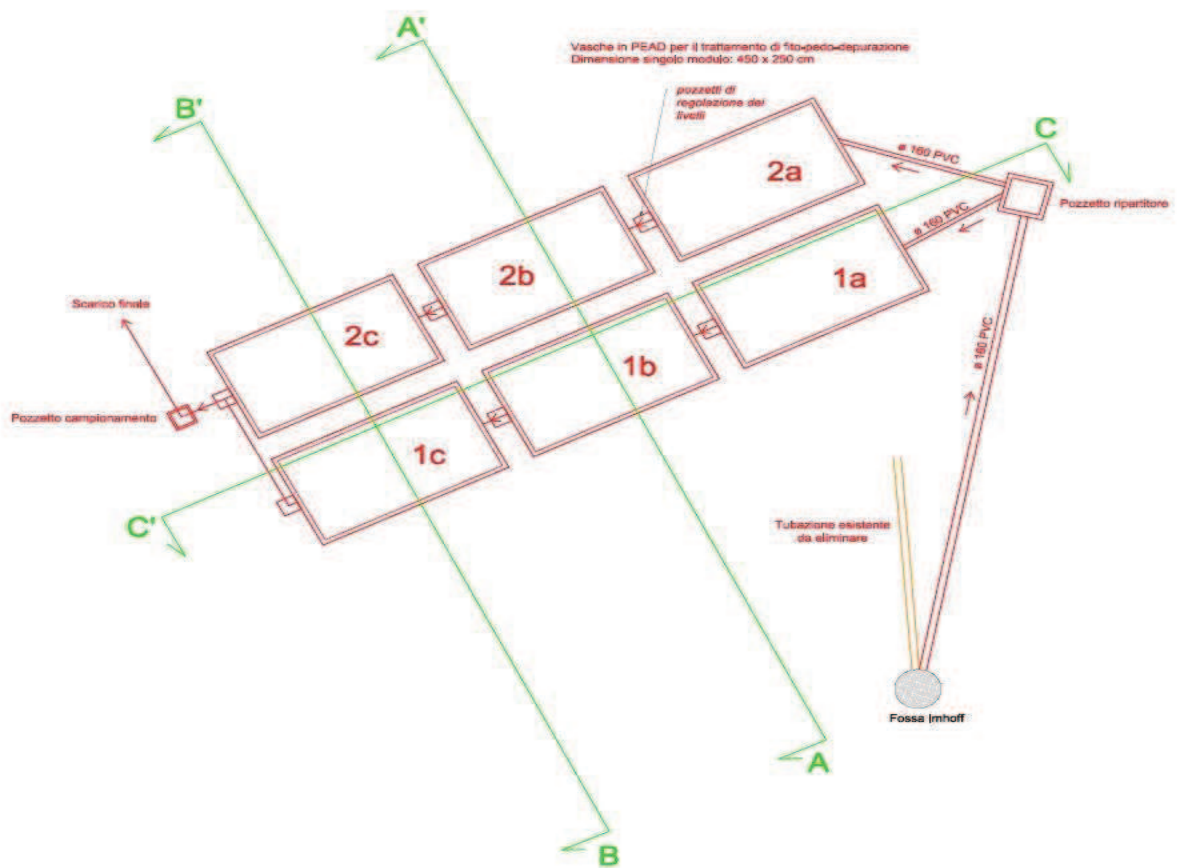 A'
Vasche in PEAD per il trattamento di fito-pedo-depurazione
Dimensione singolo modulo: 450 x 250 cm
pozzetti di
regolazione dei
livelli
B'
C
ø 160 PVC
2a
Pozzetto ripartitore
ø 160 PVC
2b
1a
Scarico finale
2c
1b
ø 160 PVC
Pozzetto campionamento
1c
C'
Tubazione esistente
da eliminare
Fossa Imhoff
A
B